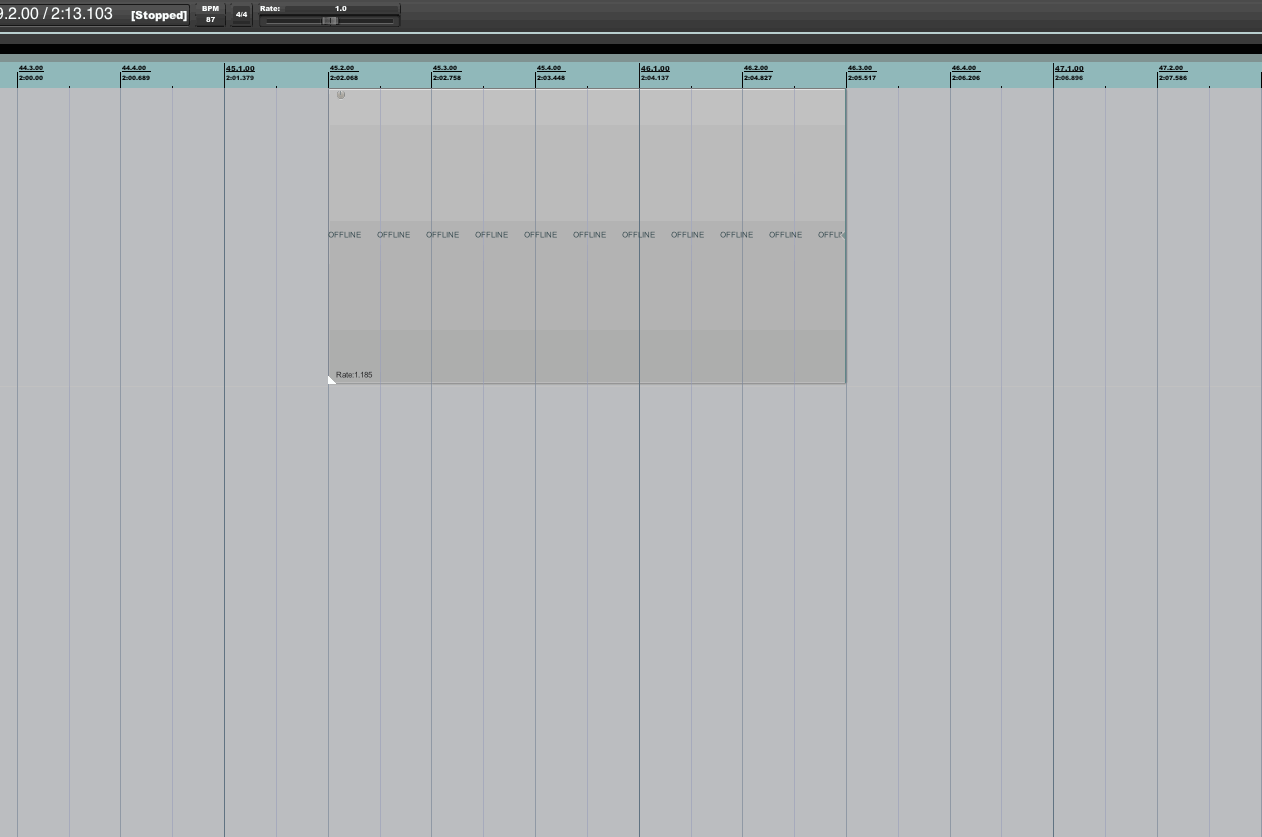 9.2.00 / 2:13.103 [Stopped] BPM 87 4/4 Rate: 1.0
44.3.00 44.4.00 45.1.00 45.2.00 45.3.00 45.4.00 46.1.00 46.2.00 46.3.00 46.4.00 47.1.00 47.2.00
2:00.00 2:00.689 2:01.379 2:02.068 2:02.758 2:03.448 2:04.137 2:04.827 2:05.517 2:06.206 2:06.896 2:07.586
OFFLINE OFFLINE OFFLINE OFFLINE OFFLINE OFFLINE OFFLINE OFFLINE OFFLINE OFFLINE OFFLIN
Rate:1.185